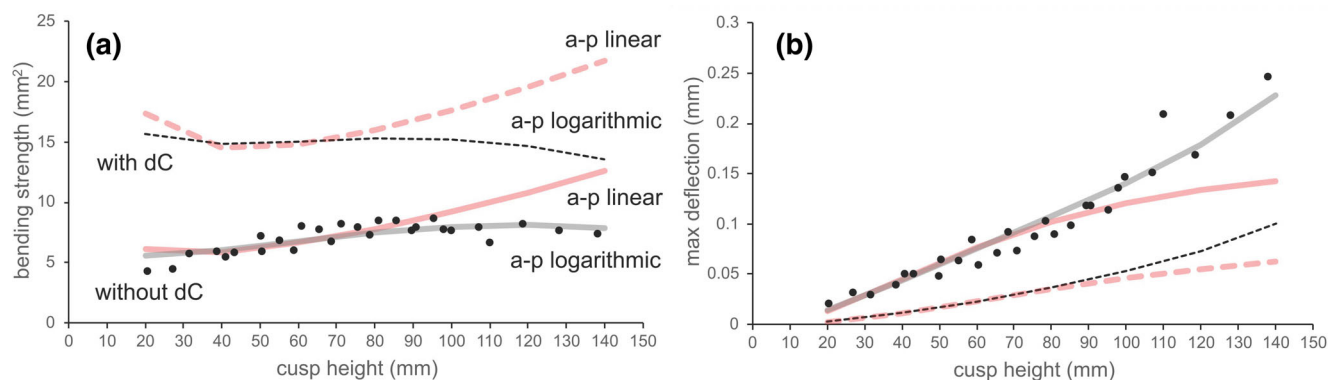 (a)
a-p linear
a-p logarithmic
with dC
a-p linear
a-p logarithmic
without dC
bending strength (mm²)
25
20
15
10
5
0
0 10 20 30 40 50 60 70 80 90 100 110 120 130 140 150
cusp height (mm)
(b)
max deflection (mm)
0.3
0.25
0.2
0.15
0.1
0.05
0
0 10 20 30 40 50 60 70 80 90 100 110 120 130 140 150
cusp height (mm)